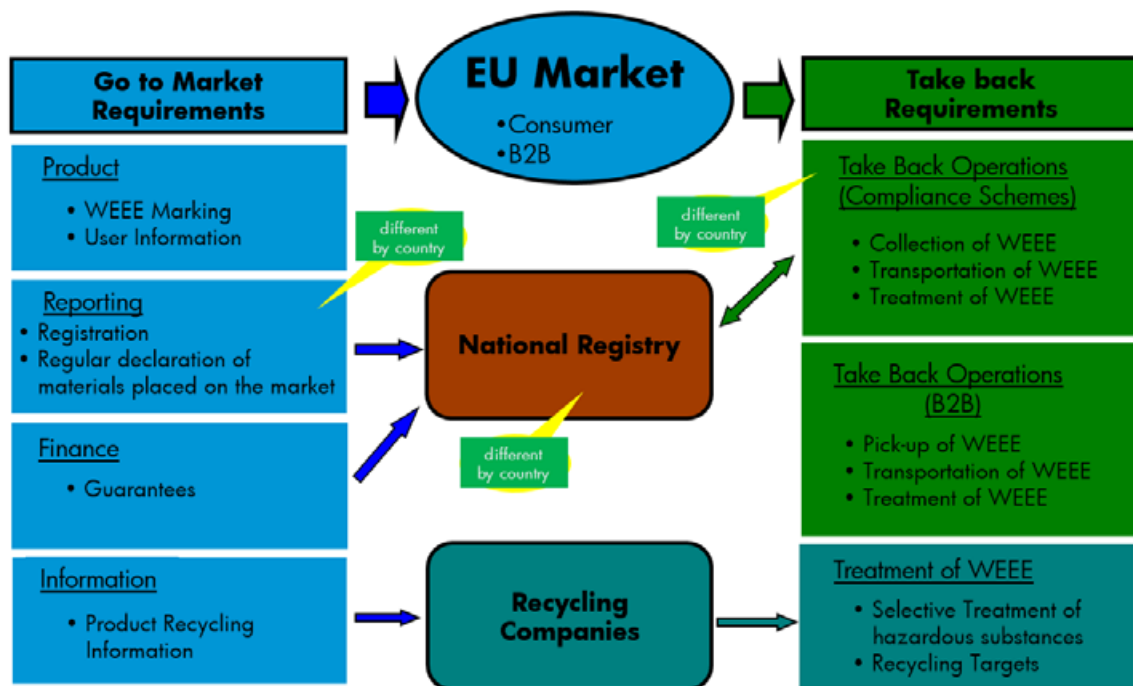 Go to Market
Requirements
EU Market
•Consumer
•B2B
Take back
Requirements
Product
• WEEE Marking
• User Information
different
by country
Reporting
• Registration
• Regular declaration of
materials placed on the market
Finance
• Guarantees
Information
• Product Recycling
Information
National Registry
different
by country
Recycling
Companies
different
by country
Take Back Operations
(Compliance Schemes)
• Collection of WEEE
• Transportation of WEEE
• Treatment of WEEE
Take Back Operations
(B2B)
• Pick-up of WEEE
• Transportation of WEEE
• Treatment of WEEE
Treatment of WEEE
• Selective Treatment of
hazardous substances
• Recycling Targets